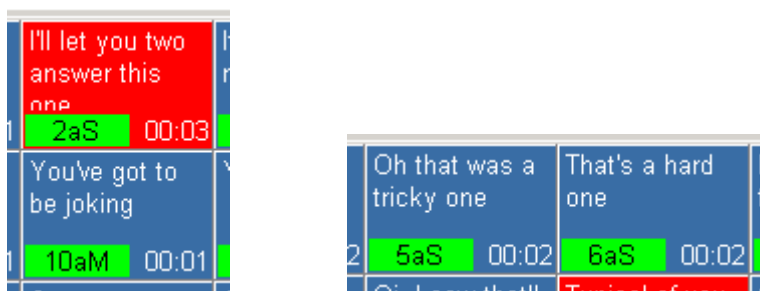 I'll let you two
answer this
one
2aS 00:03
You've got to
be joking
10aM 00:01
Oh that was a
tricky one
5aS 00:02
That's a hard
one
6aS 00:02